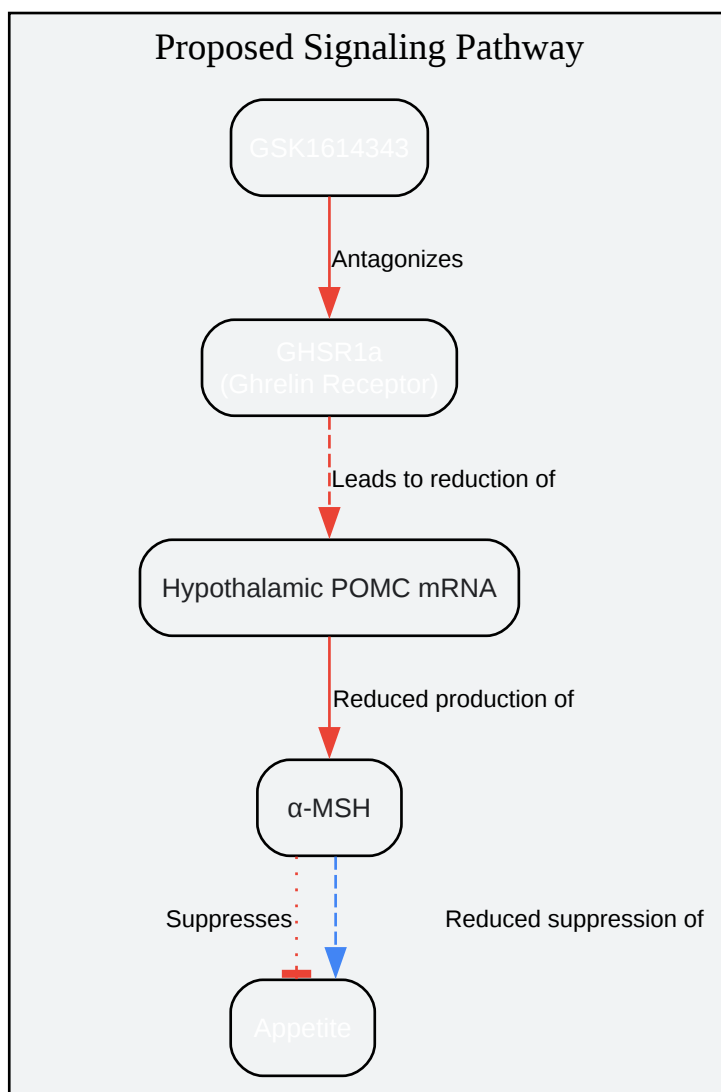 Proposed Signaling Pathway
GSK1614343
Antagonizes
GHSR1a
(Ghrelin Receptor)
Leads to reduction of
Hypothalamic POMC mRNA
Reduced production of
α-MSH
Suppresses
Reduced suppression of
Appetite